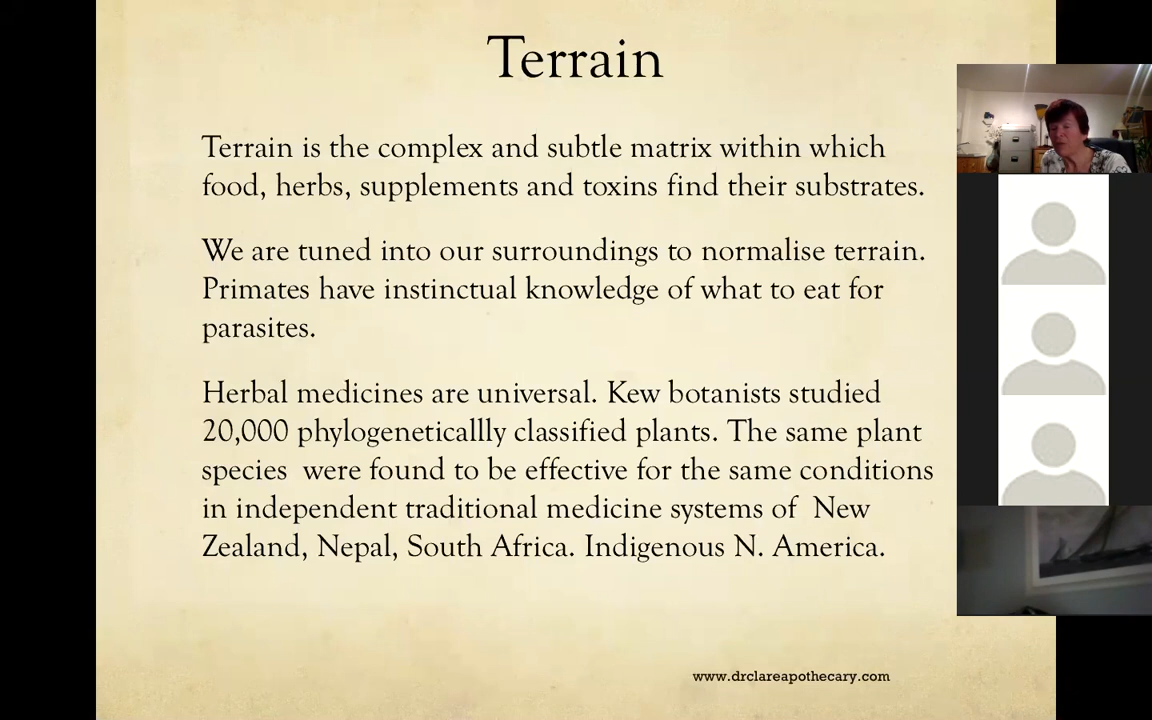 Terrain
Terrain is the complex and subtle matrix within which
food, herbs, supplements and toxins find their substrates.
We are tuned into our surroundings to normalise terrain.
Primates have instinctual knowledge of what to eat for
parasites.
Herbal medicines are universal. Kew botanists studied
20,000 phylogeneticallly classified plants. The same plant
species  were found to be effective for the same conditions
in independent traditional medicine systems of  New
Zealand, Nepal, South Africa. Indigenous N. America.
www.drclareapothecary.com